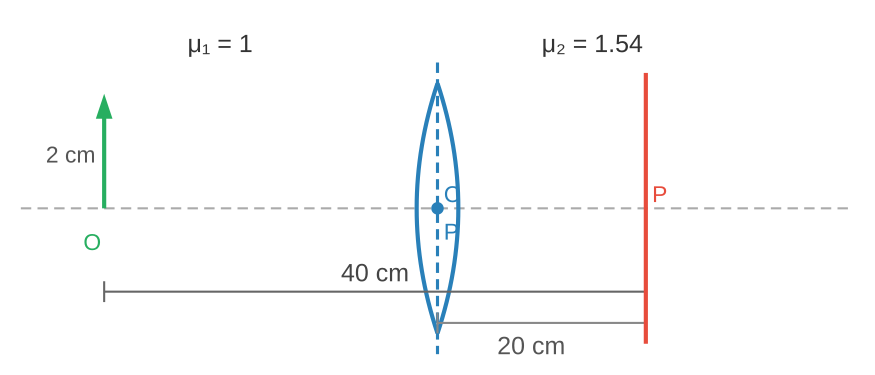 μ₁ = 1
μ₂ = 1.54
2 cm
C
P
P
O
40 cm
20 cm